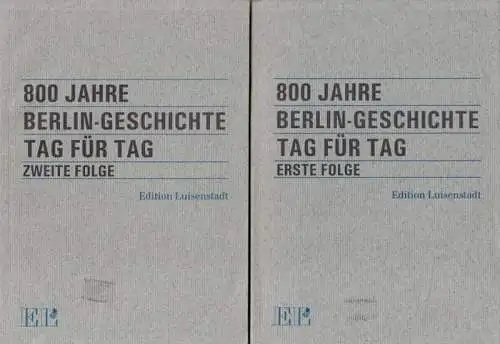 800 JAHRE
BERLIN-GESCHICHTE
TAG FÜR TAG
ZWEITE FOLGE
Edition Luisenstadt
EL
800 JAHRE
BERLIN-GESCHICHTE
TAG FÜR TAG
ERSTE FOLGE
Edition Luisenstadt
EL